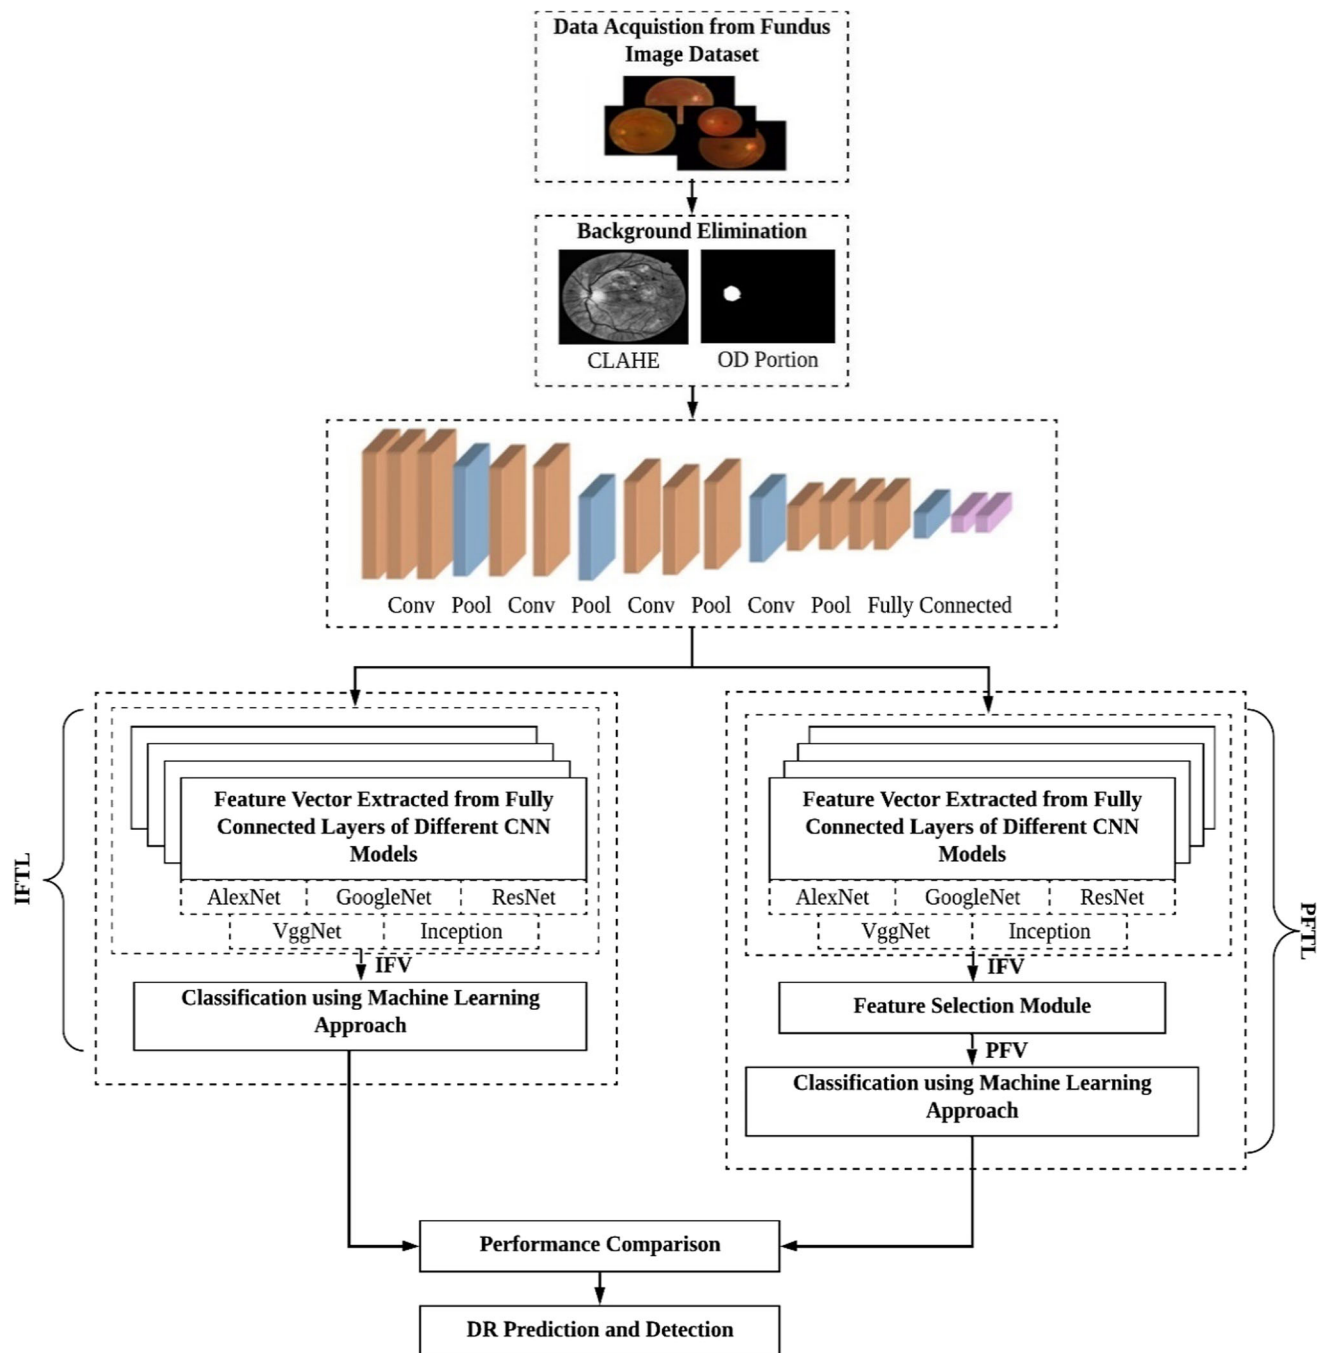 Data Acquistion from Fundus
Image Dataset
Background Elimination
CLAHE
OD Portion
Conv Pool Conv Pool Conv Pool Conv Pool Fully Connected
IFTL
Feature Vector Extracted from Fully
Connected Layers of Different CNN
Models
AlexNet GoogleNet ResNet
VggNet Inception
IFV
Classification using Machine Learning
Approach
PFTL
Feature Vector Extracted from Fully
Connected Layers of Different CNN
Models
AlexNet GoogleNet ResNet
VggNet Inception
IFV
Feature Selection Module
PFV
Classification using Machine Learning
Approach
Performance Comparison
DR Prediction and Detection